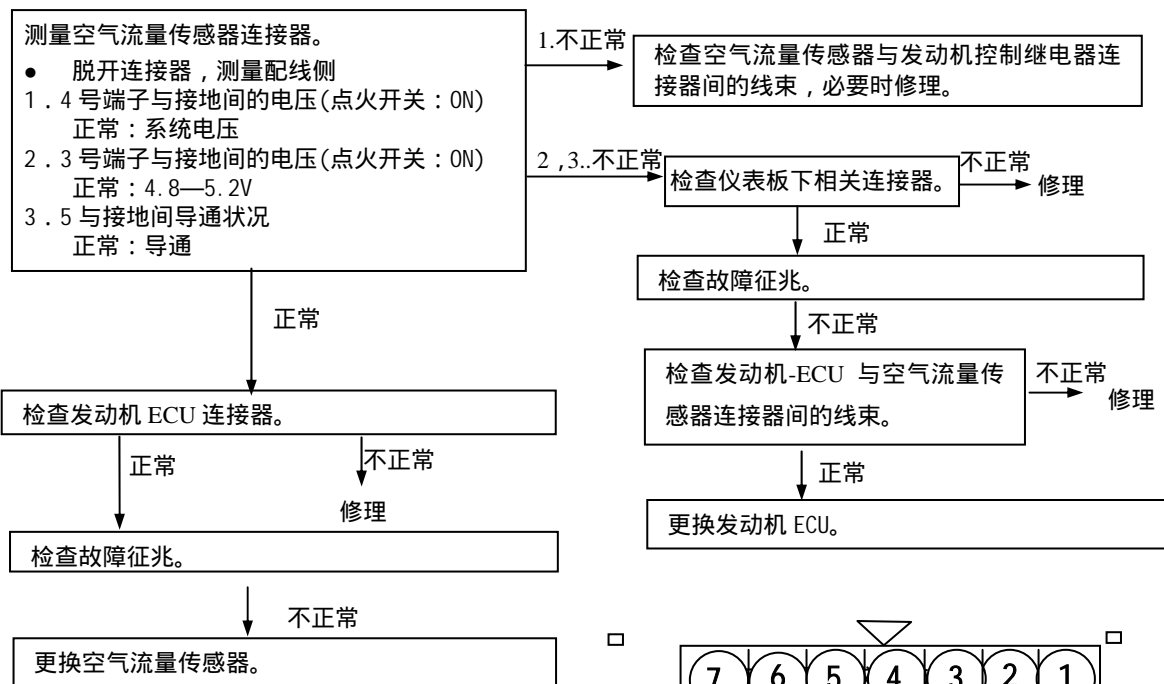 测量空气流量传感器连接器。
● 脱开连接器，测量配线侧
1．4 号端子与接地间的电压(点火开关：ON)
正常：系统电压
2．3 号端子与接地间的电压(点火开关：ON)
正常：4.8—5.2V
3．5 与接地间导通状况
正常：导通
1.不正常
检查空气流量传感器与发动机控制继电器连
接器间的线束，必要时修理。
2，3..不正常
检查仪表板下相关连接器。
不正常
修理
正常
检查故障征兆。
不正常
检查发动机-ECU 与空气流量传
感器连接器间的线束。
不正常
修理
正常
更换发动机 ECU。
正常
检查发动机 ECU 连接器。
正常
不正常
修理
检查故障征兆。
不正常
更换空气流量传感器。
7 6 5 4 3 2 1